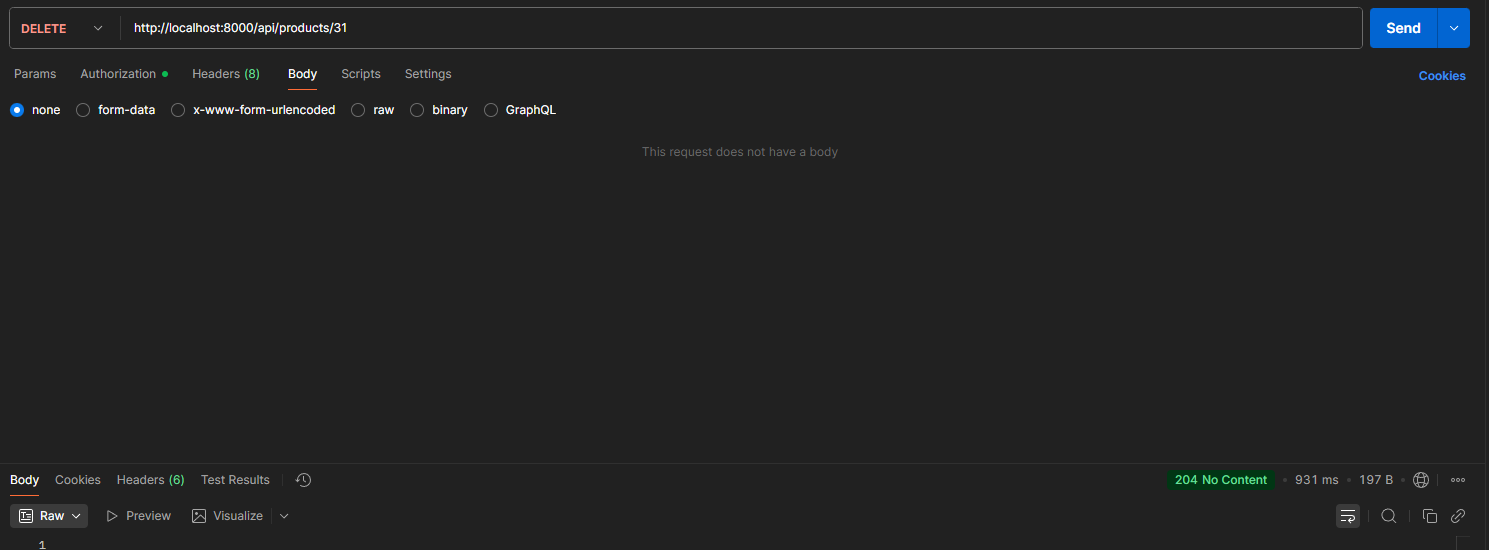 DELETE http://localhost:8000/api/products/31 Send
Params Authorization Headers (8) Body Scripts Settings Cookies
none form-data x-www-form-urlencoded raw binary GraphQL
This request does not have a body
Body Cookies Headers (6) Test Results 204 No Content • 931 ms • 197 B •
Raw Preview Visualize
1